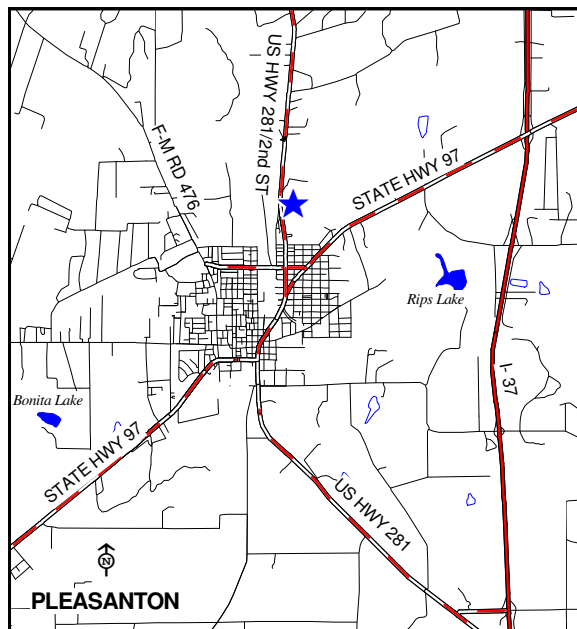 US HWY 281/2nd ST
F-M RD 476
STATE HWY 97
Rips Lake
I- 37
Bonita Lake
STATE HWY 97
US HWY 281
N
PLEASANTON